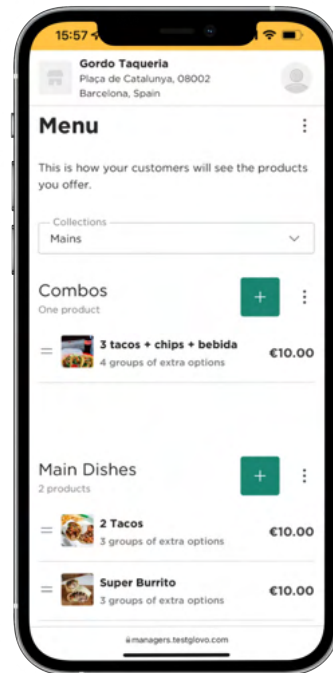 15:57
Gordo Taqueria
Plaça de Catalunya, 08002
Barcelona, Spain
Menu
This is how your customers will see the products
you offer.
Collections
Mains
Combos
One product
3 tacos + chips + bebida
4 groups of extra options
€10.00
Main Dishes
2 products
2 Tacos
3 groups of extra options
€10.00
Super Burrito
3 groups of extra options
€10.00
managers.testglovo.com